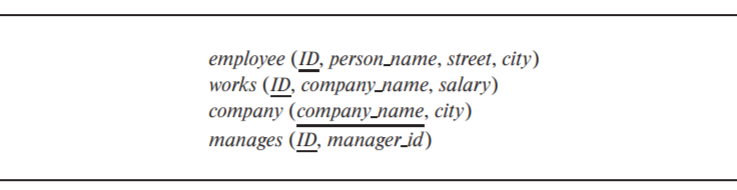 employee (ID, person_name, street, city)
works (ID, company_name, salary)
company (company_name, city)
manages (ID, manager_id)